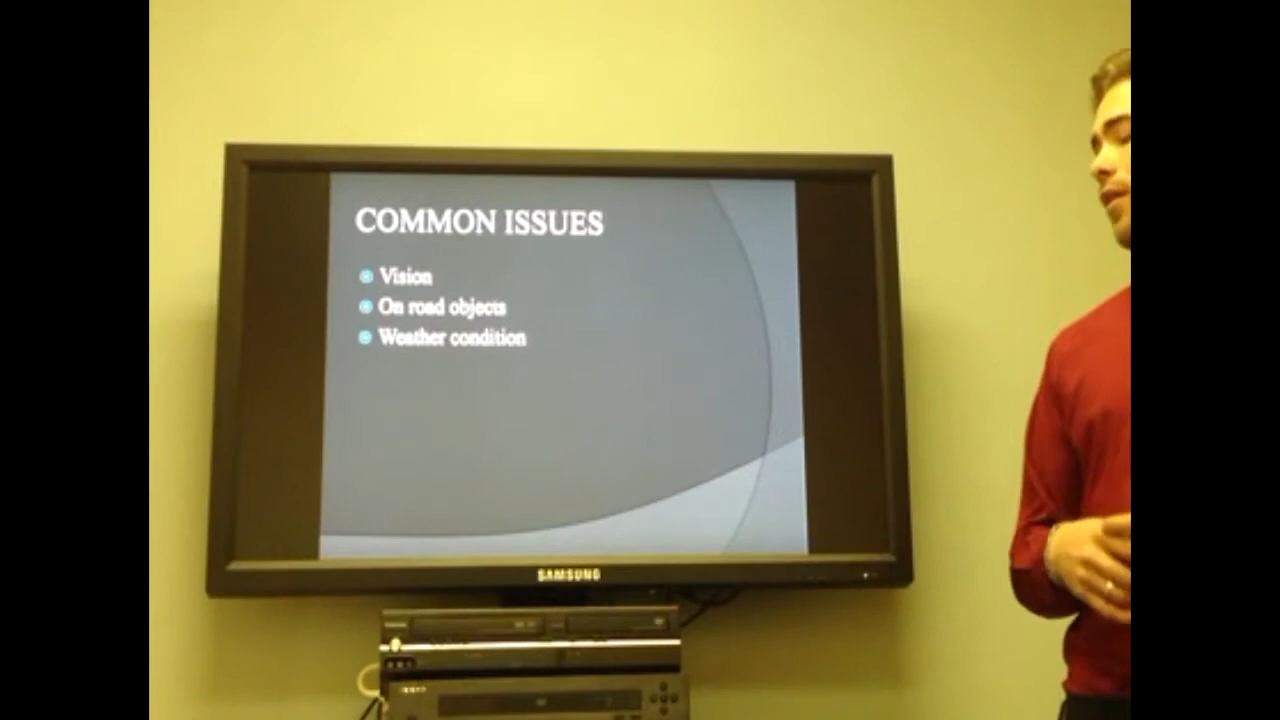 COMMON ISSUES
Vision
On road objects
Weather condition
SAMSUNG